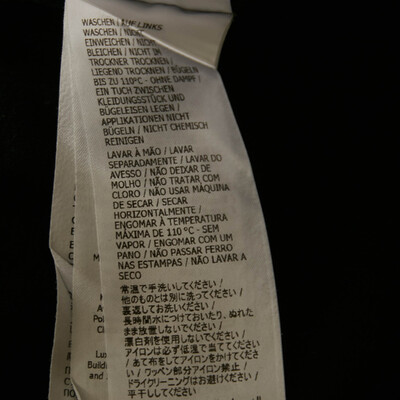 WASCHEN / AUF LINKS
WASCHEN / NICHT
EINWEICHEN / NICHT
BLEICHEN / NICHT IM
TROCKNER TROCKNEN /
LIEGEND TROCKNEN / BÜGELN
BIS ZU 110°C - OHNE DAMPF /
EIN TUCH ZWISCHEN
KLEIDUNGSSTÜCK UND
BÜGELEISEN LEGEN /
APPLIKATIONEN NICHT
BÜGELN / NICHT CHEMISCH
REINIGEN
LAVAR À MÃO / LAVAR
SEPARADAMENTE / LAVAR DO
AVESSO / NÃO DEIXAR DE
MOLHO / NÃO TRATAR COM
CLORO / NÃO USAR MÁQUINA
DE SECAR / SECAR
HORIZONTALMENTE /
ENGOMAR À TEMPERATURA
MÁXIMA DE 110 °C - SEM
VAPOR / ENGOMAR COM UM
PANO / NÃO PASSAR FERRO
NAS ESTAMPAS / NÃO LAVAR A
SECO
常温で手洗いしてください/
他のものとは別に洗ってください/
裏返してお洗いください/
長時間水につけておいたり、ぬれた
まま放置しないでください/
漂白剤を使用しないでください/
アイロンは必ず低温で当ててください
/ あて布をしてアイロンをかけてくださ
い/ ワッペン部分アイロン禁止/
ドライクリーニングはお避けください/
平干ししてください